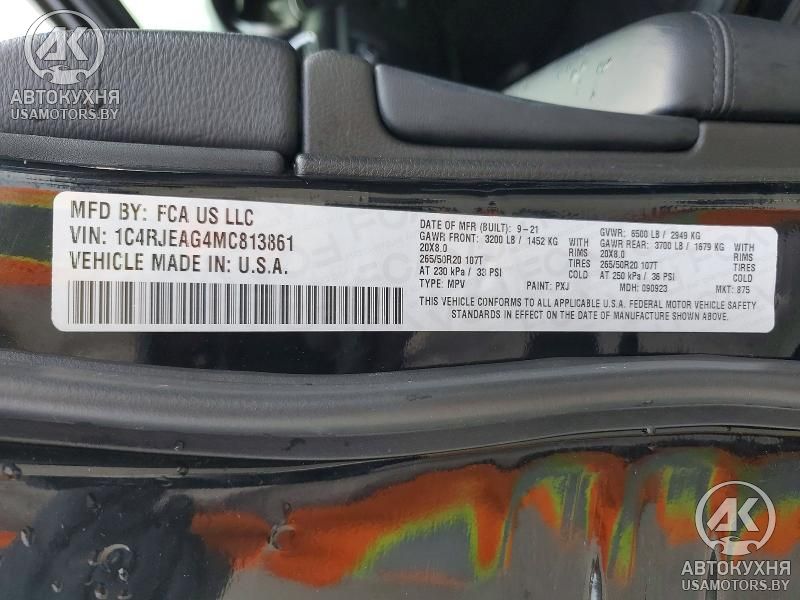 АК
АВТОКУХНЯ
USAMOTORS.BY
MFD BY: FCA US LLC
VIN: 1C4RJEAG4MC813861
VEHICLE MADE IN: U.S.A.
DATE OF MFR (BUILT): 9-21
GAWR FRONT: 3200 LB / 1452 KG WITH
20X8.0 RIMS
265/50R20 107T TIRES
AT 230 kPa / 33 PSI COLD
TYPE: MPV PAINT: PXJ
GVWR: 6500 LB / 2949 KG
GAWR REAR: 3700 LB / 1679 KG WITH
20X8.0 RIMS
265/50R20 107T TIRES
AT 250 kPa / 36 PSI COLD
MDH: 090923 MKT: 875
THIS VEHICLE CONFORMS TO ALL U.S.A. FEDERAL MOTOR VEHICLE SAFETY
STANDARDS IN EFFECT ON THE DATE OF MANUFACTURE SHOWN ABOVE.
АК
АВТОКУХНЯ
USAMOTORS.BY